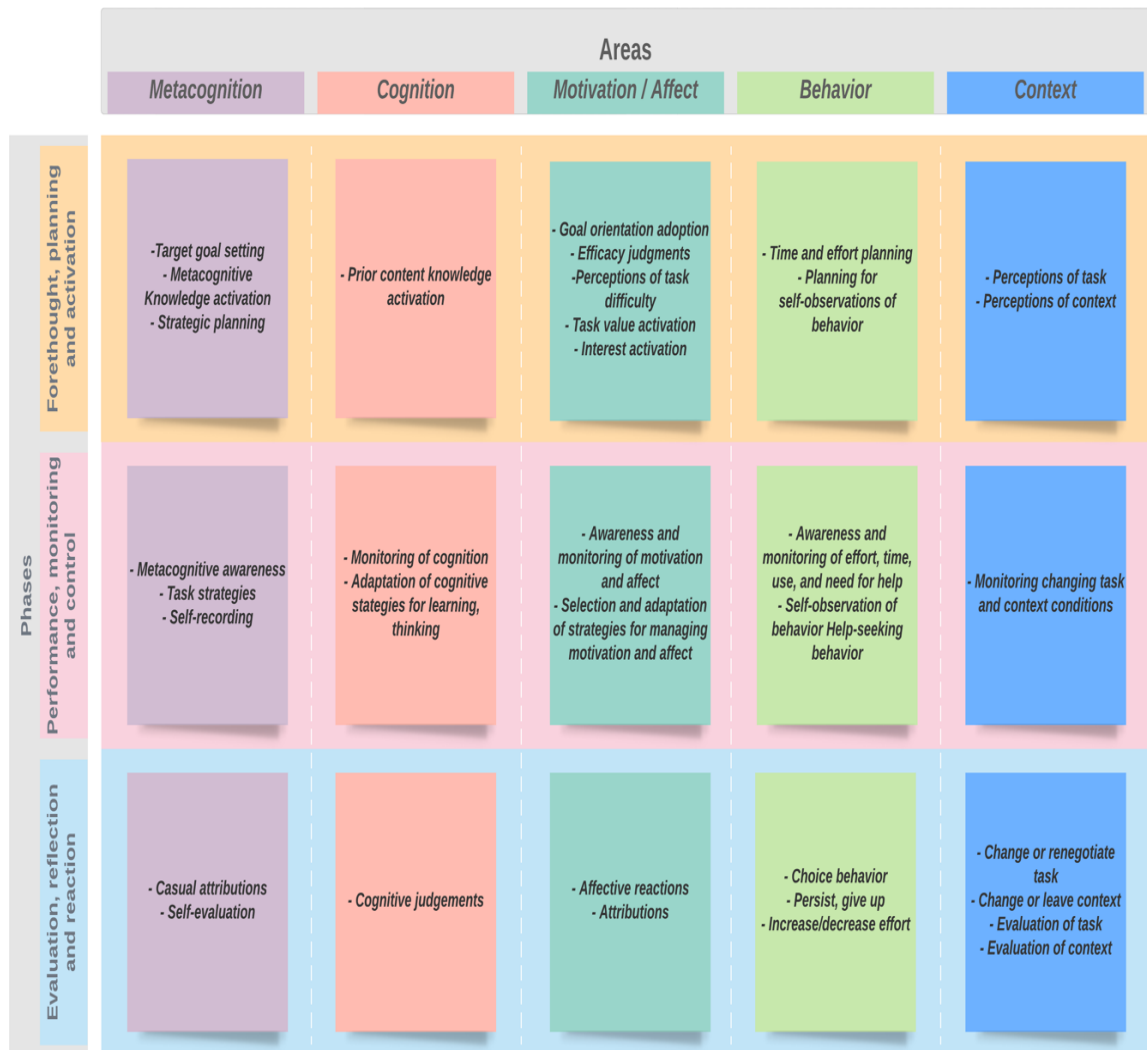 Areas
Metacognition
Cognition
Motivation / Affect
Behavior
Context
Phases
Forethought, planning
and activation
-Target goal setting
- Metacognitive
Knowledge activation
- Strategic planning
- Prior content knowledge
activation
- Goal orientation adoption
- Efficacy judgments
-Perceptions of task
difficulty
- Task value activation
- Interest activation
- Time and effort planning
- Planning for
self-observations of
behavior
- Perceptions of task
- Perceptions of context
Performance, monitoring
and control
- Metacognitive awareness
- Task strategies
- Self-recording
- Monitoring of cognition
- Adaptation of cognitive
stategies for learning,
thinking
- Awareness and
monitoring of motivation
and affect
- Selection and adaptation
of strategies for managing
motivation and affect
- Awareness and
monitoring of effort, time,
use, and need for help
- Self-observation of
behavior Help-seeking
behavior
- Monitoring changing task
and context conditions
Evaluation, reflection
and reaction
- Casual attributions
- Self-evaluation
- Cognitive judgements
- Affective reactions
- Attributions
- Choice behavior
- Persist, give up
- Increase/decrease effort
- Change or renegotiate
task
- Change or leave context
- Evaluation of task
- Evaluation of context